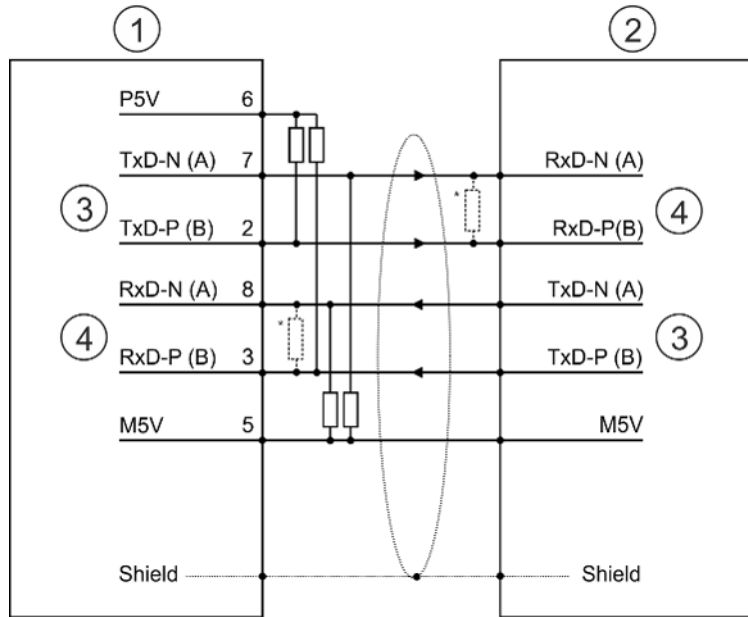 ① ②
P5V 6
TxD-N (A) 7 RxD-N (A)
*
③ ④
TxD-P (B) 2 RxD-P(B)
RxD-N (A) 8 TxD-N (A)
*
④ ③
RxD-P (B) 3 TxD-P (B)
M5V 5 M5V
Shield Shield